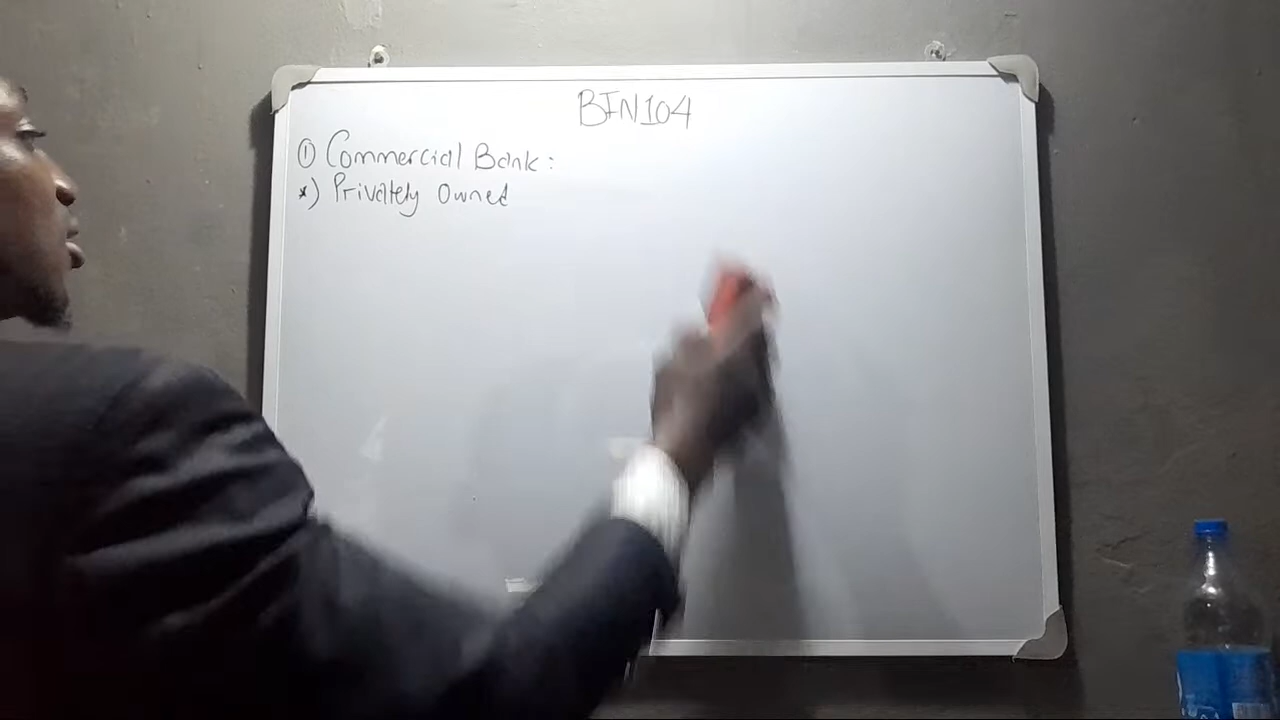 BFN104
① Commercial Bank:
*) Privately Owned